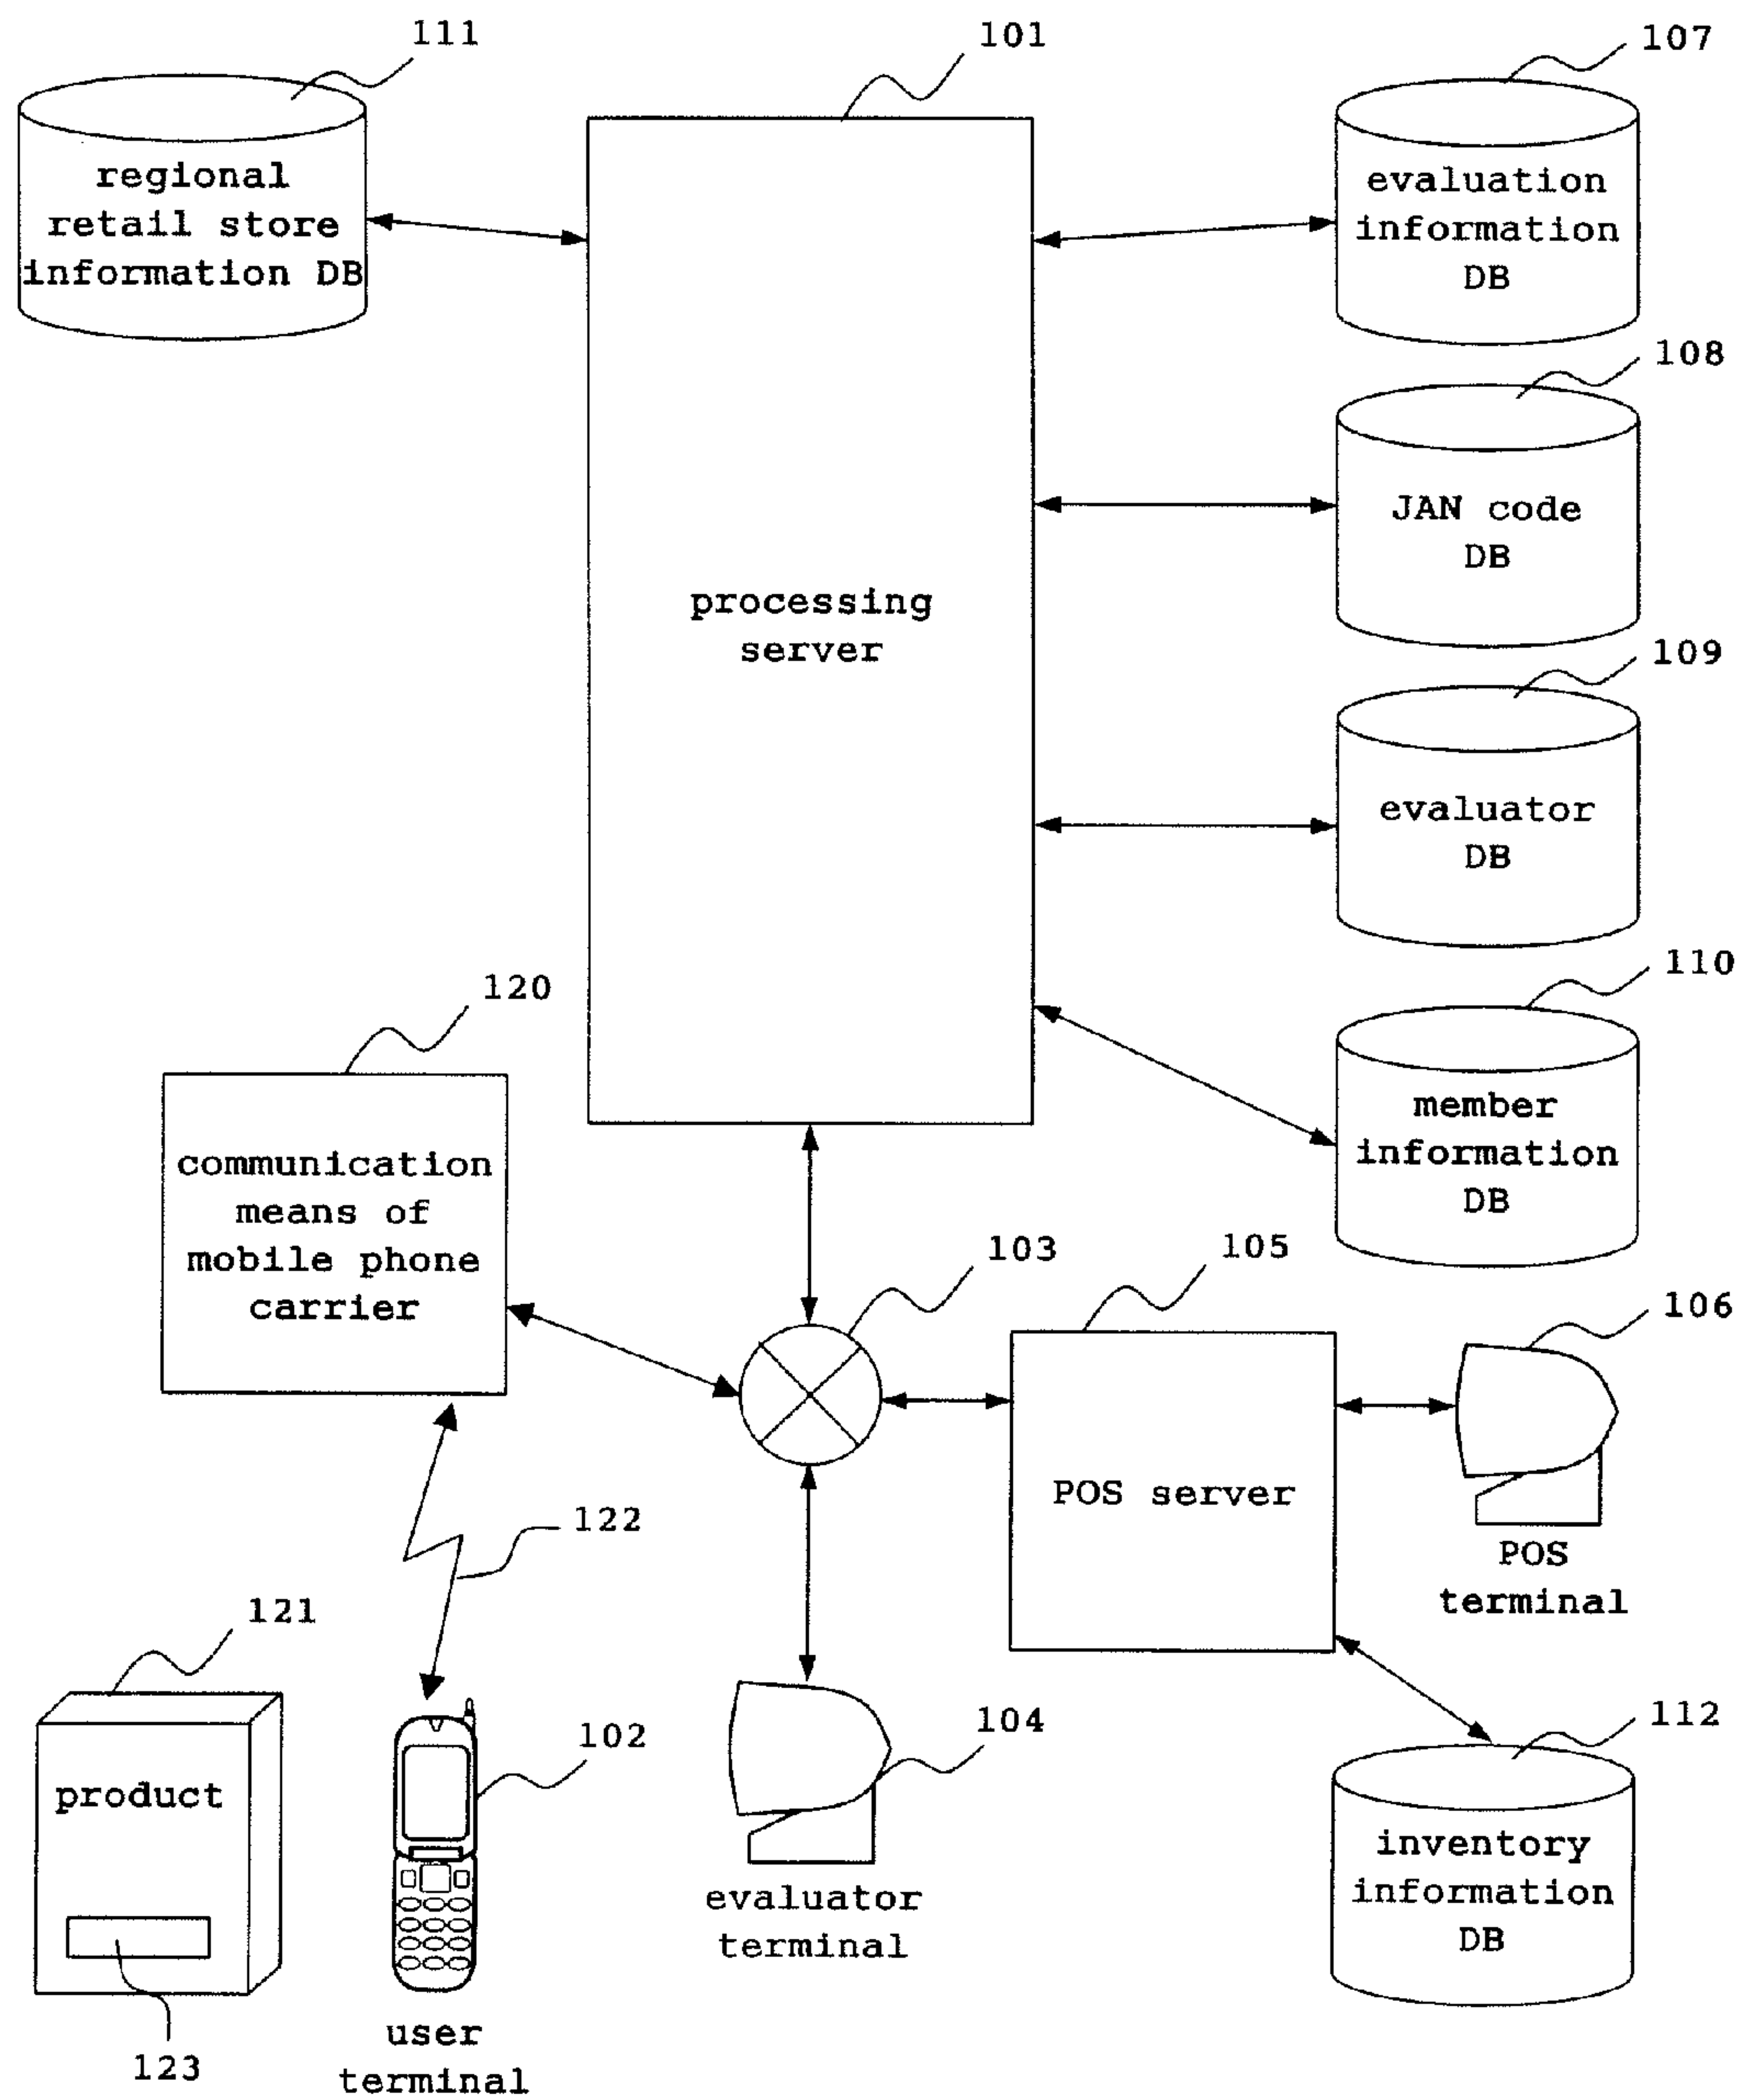 111
101
107
regional
retail store
information DB
evaluation
information
DB
108
JAN code
DB
processing
server
109
evaluator
DB
110
member
information
DB
120
communication
means of
mobile phone
carrier
103
105
106
POS server
POS
terminal
122
121
product
123
102
user
terminal
104
evaluator
terminal
112
inventory
information
DB